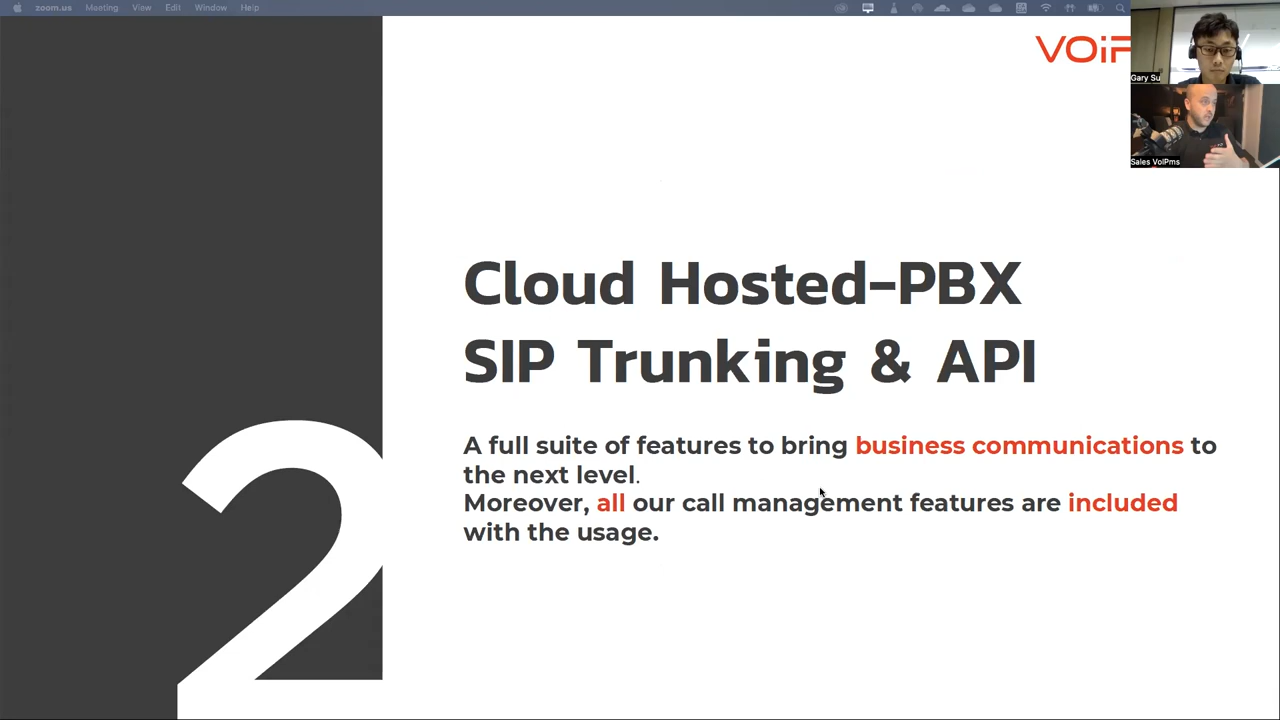 zoom.us Meeting View Edit Window Help
VOiP
Gary Su
Sales VoIPms
Cloud Hosted-PBX
SIP Trunking & API
A full suite of features to bring business communications to
the next level.
Moreover, all our call management features are included
with the usage.
2